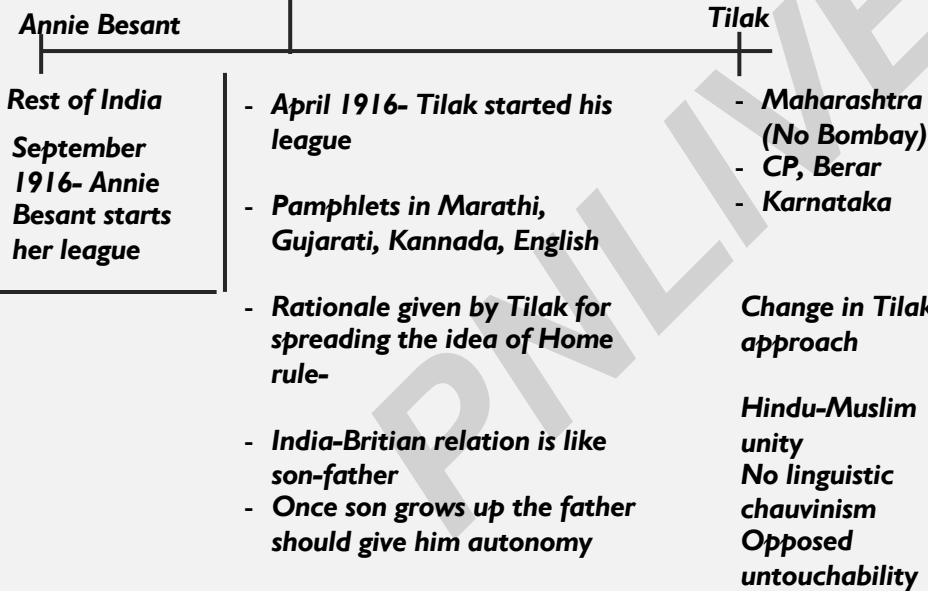 Annie Besant
Tilak
Rest of India
September
1916- Annie
Besant starts
her league
- April 1916- Tilak started his
league
- Pamphlets in Marathi,
Gujarati, Kannada, English
- Rationale given by Tilak for
spreading the idea of Home
rule-
- India-Britian relation is like
son-father
- Once son grows up the father
should give him autonomy
- Maharashtra
(No Bombay)
- CP, Berar
- Karnataka
Change in Tilak
approach
Hindu-Muslim
unity
No linguistic
chauvinism
Opposed
untouchability
PNLIVE